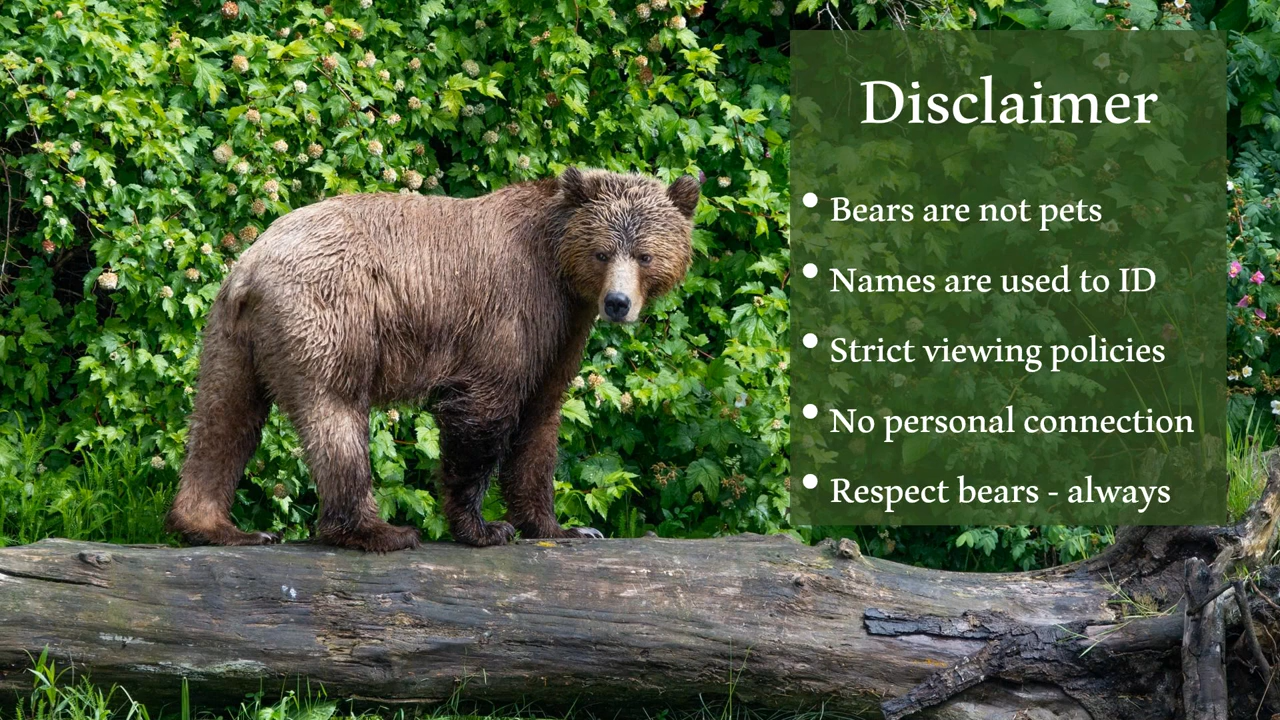 Disclaimer
• Bears are not pets
• Names are used to ID
• Strict viewing policies
• No personal connection
• Respect bears - always